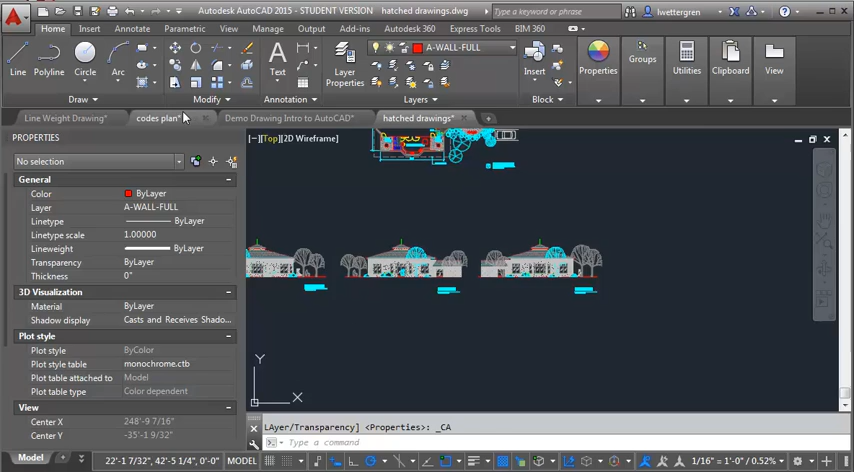 Autodesk AutoCAD 2015 - STUDENT VERSION hatched drawings.dwg Type a keyword or phrase lwettergren
Home Insert Annotate Parametric View Manage Output Add-ins Autodesk 360 Express Tools BIM 360
A-WALL-FULL
Line Polyline Circle Arc Text Layer Properties Insert Properties Groups Utilities Clipboard View
Draw Modify Annotation Layers Block
Line Weight Drawing* codes plan* Demo Drawing Intro to AutoCAD* hatched drawings*
PROPERTIES
[−][Top][2D Wireframe]
No selection
General
Color ByLayer
Layer A-WALL-FULL
Linetype ByLayer
Linetype scale 1.00000
Lineweight ByLayer
Transparency ByLayer
Thickness 0"
3D Visualization
Material ByLayer
Shadow display Casts and Receives Shado...
Plot style
Plot style ByColor
Plot style table monochrome.ctb
Plot table attached to Model
Plot table type Color dependent
View
Center X 248'-9 7/16"
Center Y -35'-1 9/32"
Y
X
LAyer/Transparency] <Properties>: _CA
Type a command
Model
22'-1 7/32", 42'-5 1/4", 0'-0" MODEL 1/16" = 1'-0" / 0.52%